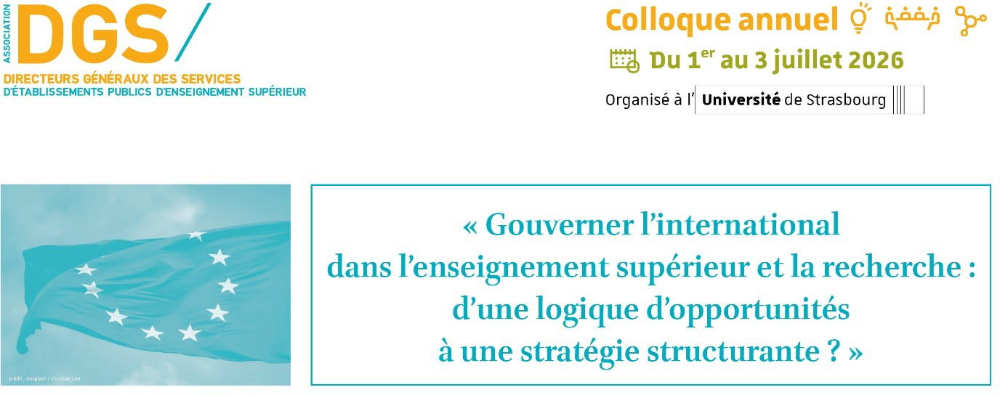 ASSOCIATION
DGS/
DIRECTEURS GÉNÉRAUX DES SERVICES
D'ÉTABLISSEMENTS PUBLICS D'ENSEIGNEMENT SUPÉRIEUR
Colloque annuel
Du 1er au 3 juillet 2026
Organisé à l'Université de Strasbourg
« Gouverner l’international
dans l’enseignement supérieur et la recherche :
d’une logique d’opportunités
à une stratégie structurante ? »
Crédit : Unsplash / Christian Lue